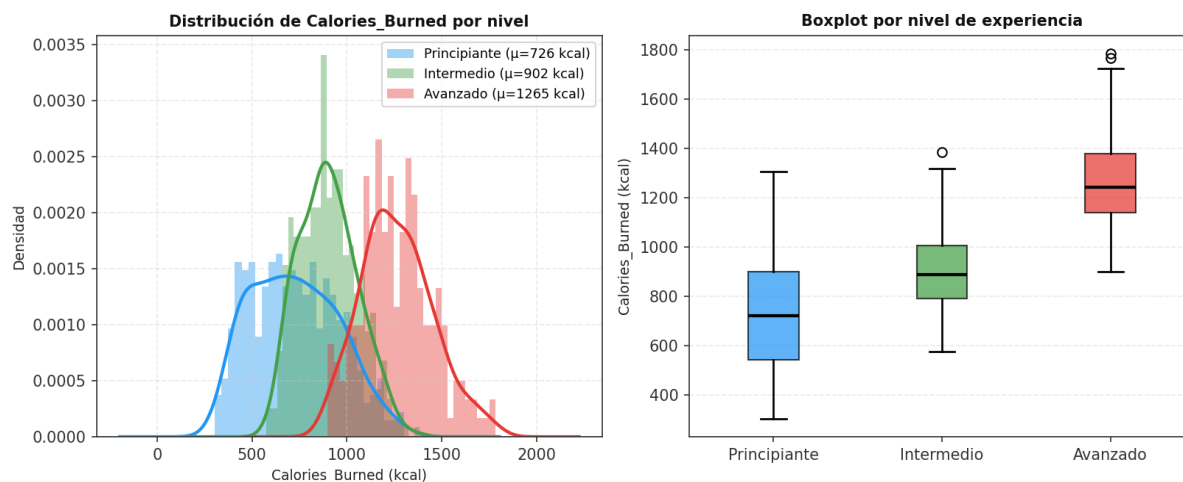 Distribución de Calories_Burned por nivel
Principiante (μ=726 kcal)
Intermedio (μ=902 kcal)
Avanzado (μ=1265 kcal)
Densidad
0.0035
0.0030
0.0025
0.0020
0.0015
0.0010
0.0005
0.0000
0 500 1000 1500 2000
Calories_Burned (kcal)
Boxplot por nivel de experiencia
Calories_Burned (kcal)
1800
1600
1400
1200
1000
800
600
400
Principiante Intermedio Avanzado